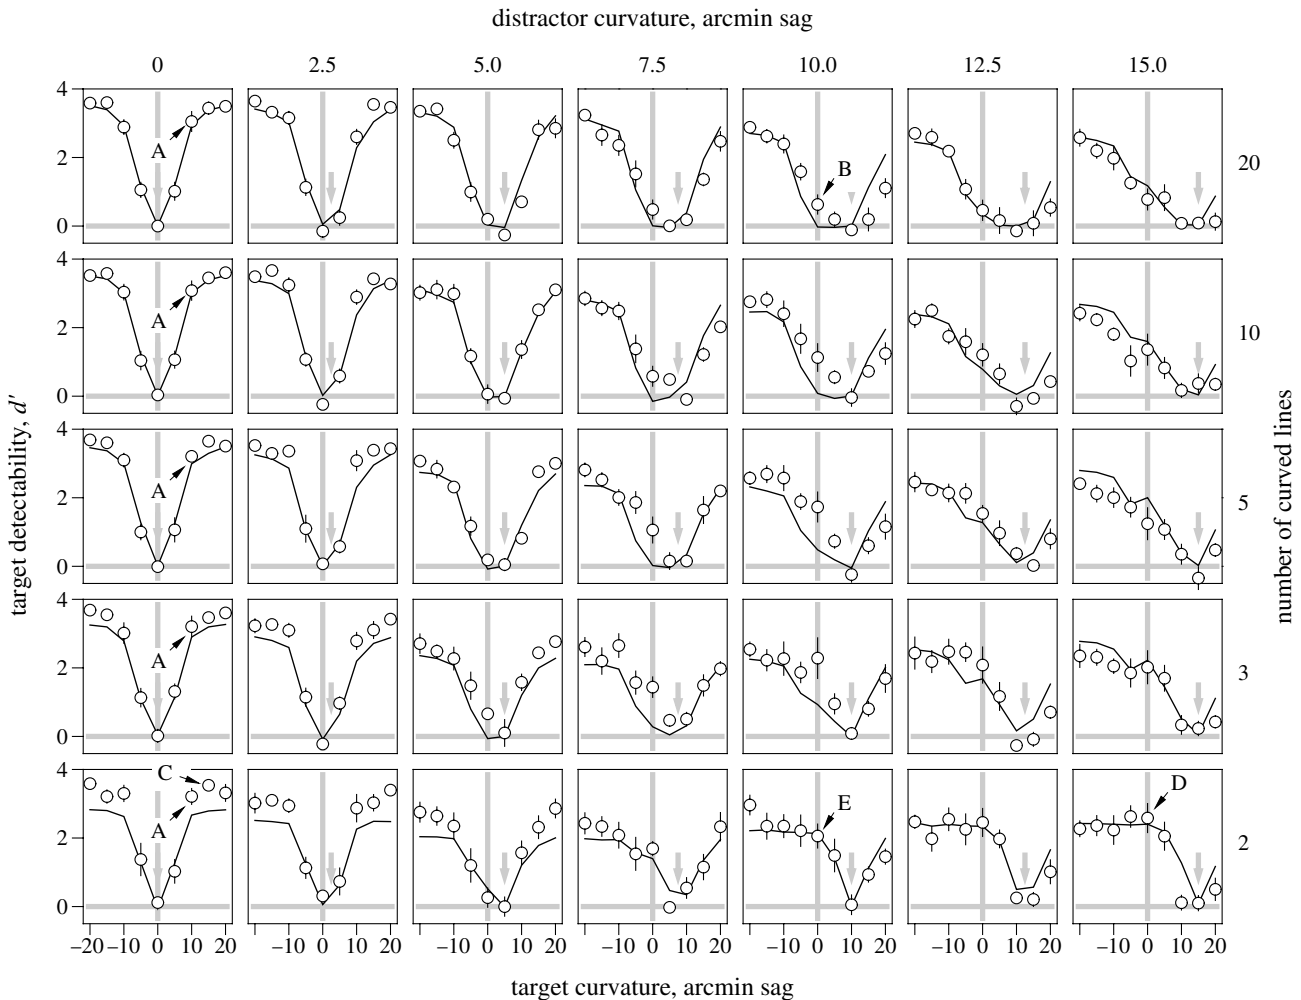 distractor curvature, arcmin sag
0 2.5 5.0 7.5 10.0 12.5 15.0
4
2
0
A
B
20
4
2
0
A
10
4
2
0
A
5
4
2
0
A
3
4
2
0
C
A
E
D
2
−20 −10 0 10 20 −10 0 10 20 −10 0 10 20 −10 0 10 20 −10 0 10 20 −10 0 10 20 −10 0 10 20
target curvature, arcmin sag
target detectability, d′
number of curved lines